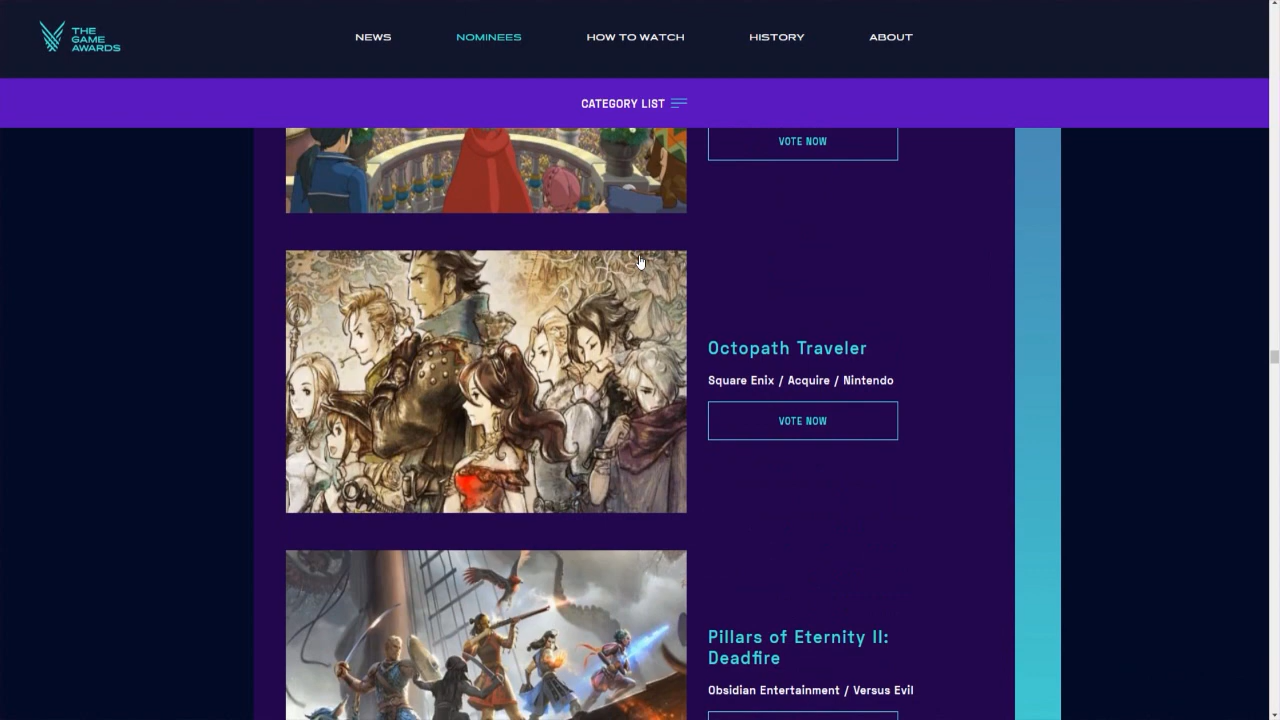 THE
GAME
AWARDS
NEWS
NOMINEES
HOW TO WATCH
HISTORY
ABOUT
CATEGORY LIST
VOTE NOW
Octopath Traveler
Square Enix / Acquire / Nintendo
VOTE NOW
Pillars of Eternity II:
Deadfire
Obsidian Entertainment / Versus Evil